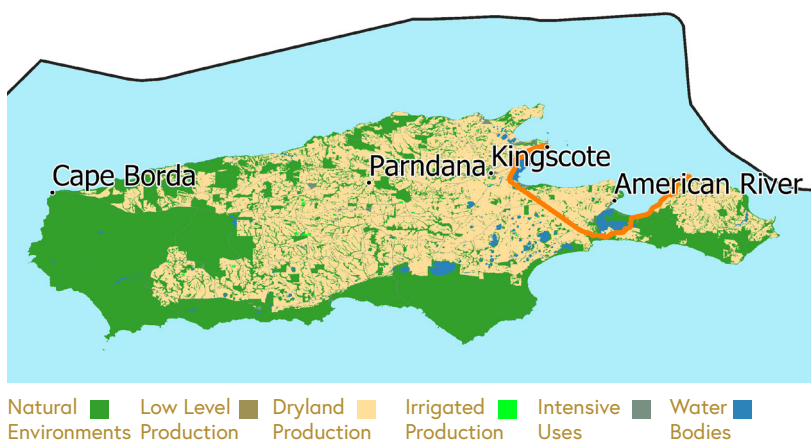 Kingscote
Parndana
Cape Borda
American River
Natural Environments
Low Level Production
Dryland Production
Irrigated Production
Intensive Uses
Water Bodies